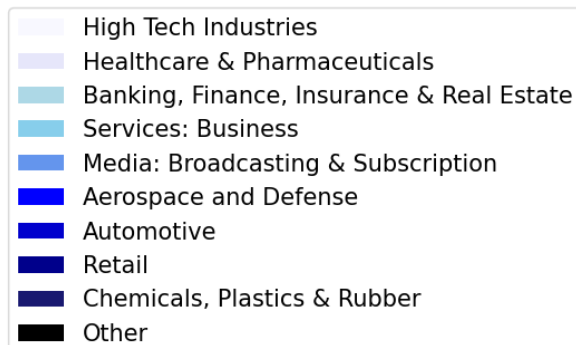 High Tech Industries
Healthcare & Pharmaceuticals
Banking, Finance, Insurance & Real Estate
Services: Business
Media: Broadcasting & Subscription
Aerospace and Defense
Automotive
Retail
Chemicals, Plastics & Rubber
Other